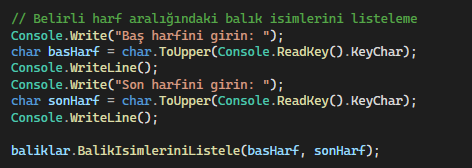 // Belirli harf aralığındaki balık isimlerini listeleme
Console.Write("Baş harfini girin: ");
char basHarf = char.ToUpper(Console.ReadKey().KeyChar);
Console.WriteLine();
Console.Write("Son harfini girin: ");
char sonHarf = char.ToUpper(Console.ReadKey().KeyChar);
Console.WriteLine();
baliklar.BalikIsimleriniListele(basHarf, sonHarf);